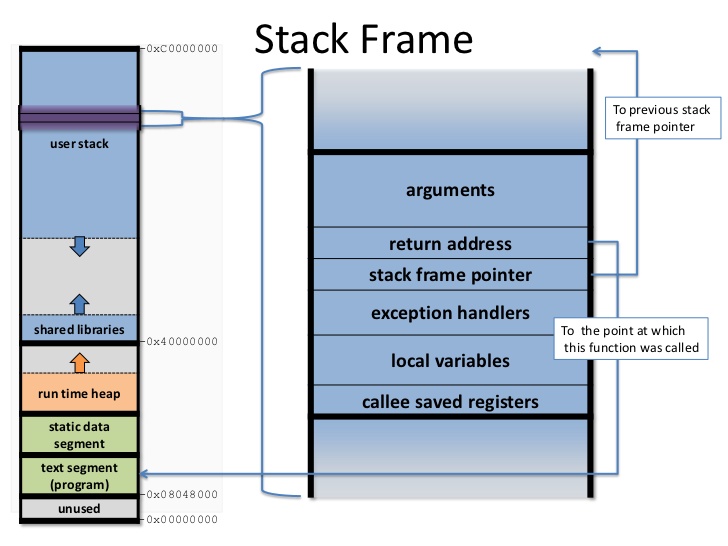 Stack Frame
0xC0000000
user stack
shared libraries
0x40000000
run time heap
static data
segment
text segment
(program)
0x08048000
unused
0x00000000
arguments
return address
stack frame pointer
exception handlers
local variables
callee saved registers
To previous stack
frame pointer
To the point at which
this function was called